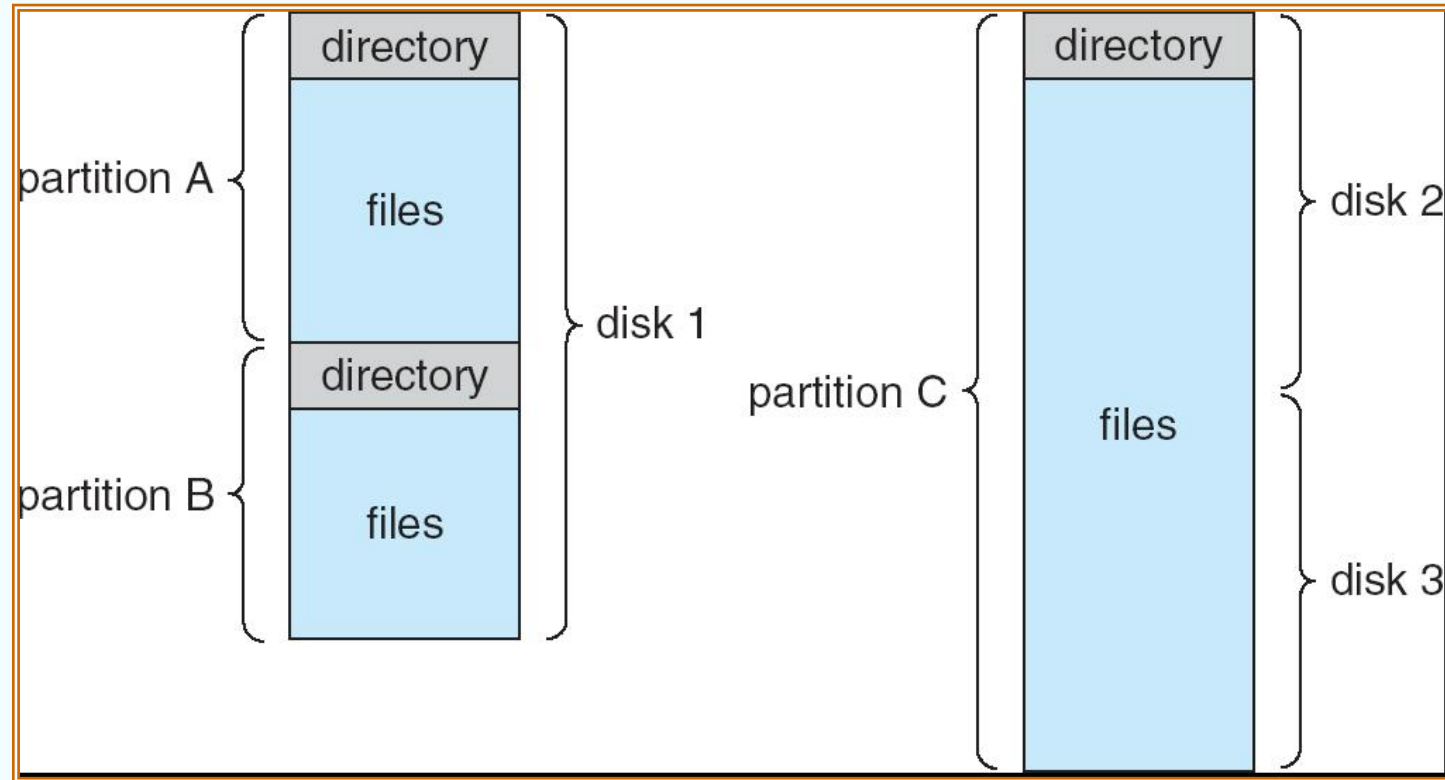 directory
partition A
files
disk 1
directory
partition B
files
directory
disk 2
partition C
files
disk 3